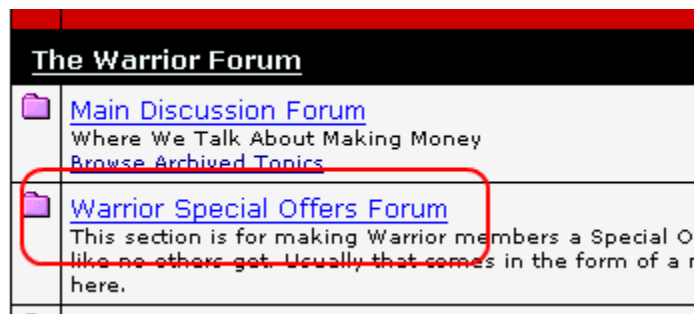 The Warrior Forum
Main Discussion Forum
Where We Talk About Making Money
Browse Archived Topics
Warrior Special Offers Forum
This section is for making Warrior members a Special O
like no others get. Usually that comes in the form of a
here.